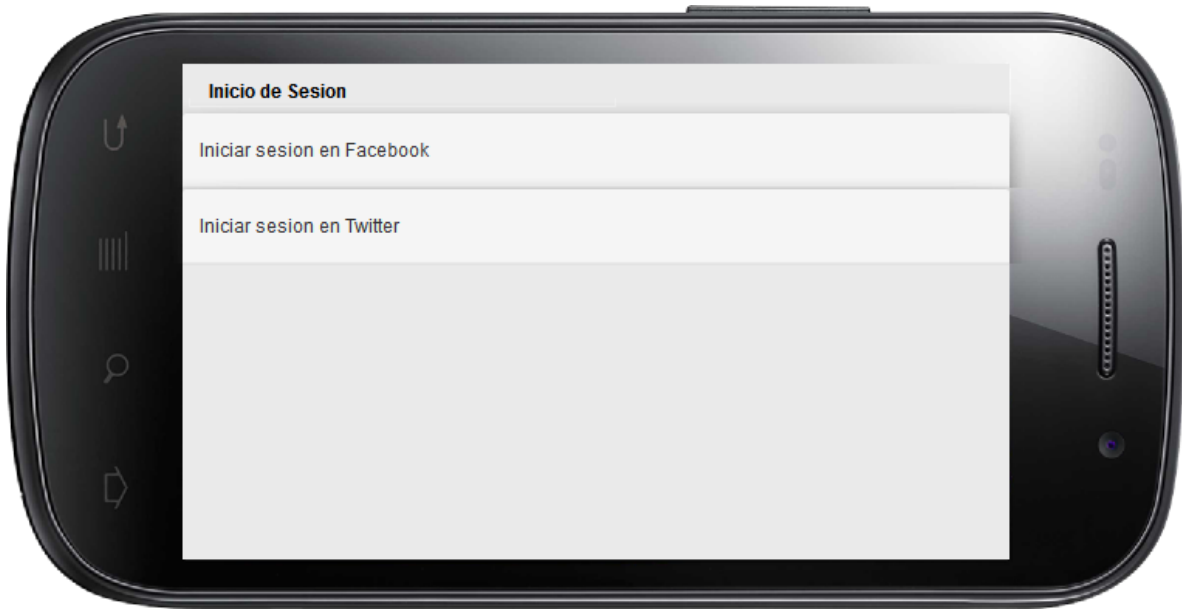 Inicio de Sesion
Iniciar sesion en Facebook
Iniciar sesion en Twitter